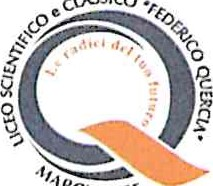 LICEO SCIENTIFICO e CLASSICO "FEDERICO QUERCIA"
Le radici del tuo futuro